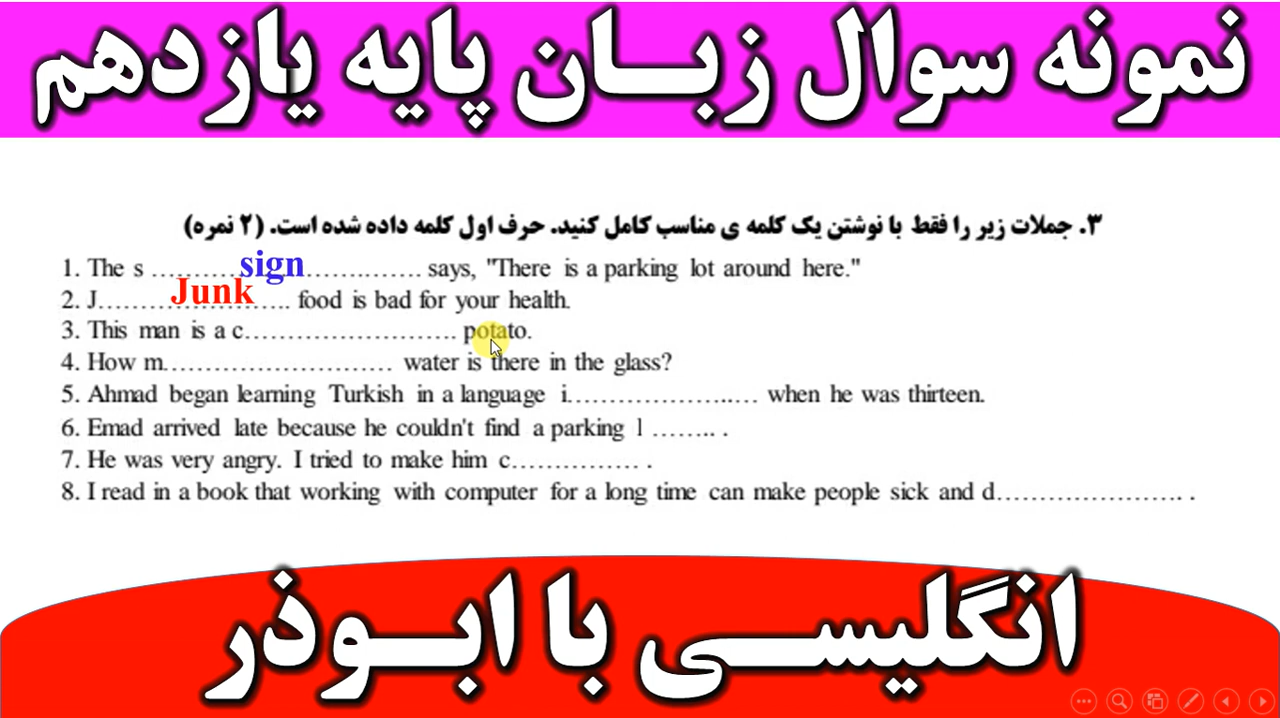 نمونه سوال زبان پایه یازدهم
۳. جملات زیر را فقط با نوشتن یک کلمه ی مناسب کامل کنید. حرف اول کلمه داده شده است. (۲ نمره)
1. The s ..........sign.............. says, "There is a parking lot around here."
2. J.........Junk......... food is bad for your health.
3. This man is a c......................... potato.
4. How m........................... water is there in the glass?
5. Ahmad began learning Turkish in a language i........................ when he was thirteen.
6. Emad arrived late because he couldn't find a parking l ........ .
7. He was very angry. I tried to make him c............... .
8. I read in a book that working with computer for a long time can make people sick and d...................... .
انگلیسی با ابوذر